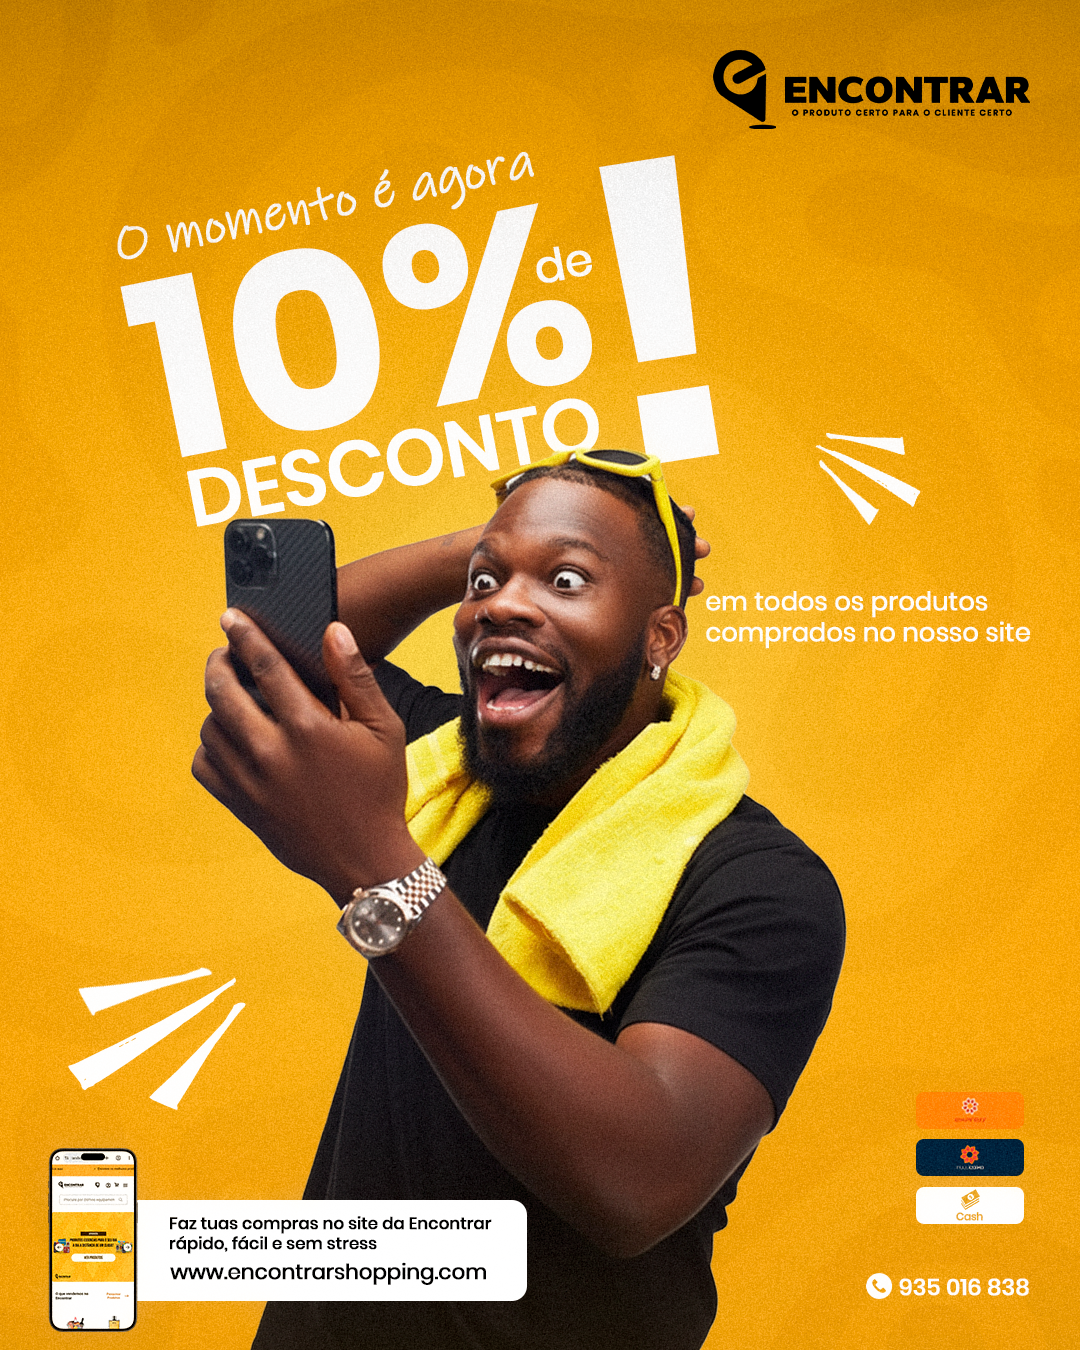 ENCONTRAR
O PRODUTO CERTO PARA O CLIENTE CERTO
O momento é agora
10% de
DESCONTO!
em todos os produtos
comprados no nosso site
Cash
ENCONTRAR
Faz tuas compras no site da Encontrar
rápido, fácil e sem stress
www.encontrarshopping.com
935 016 838